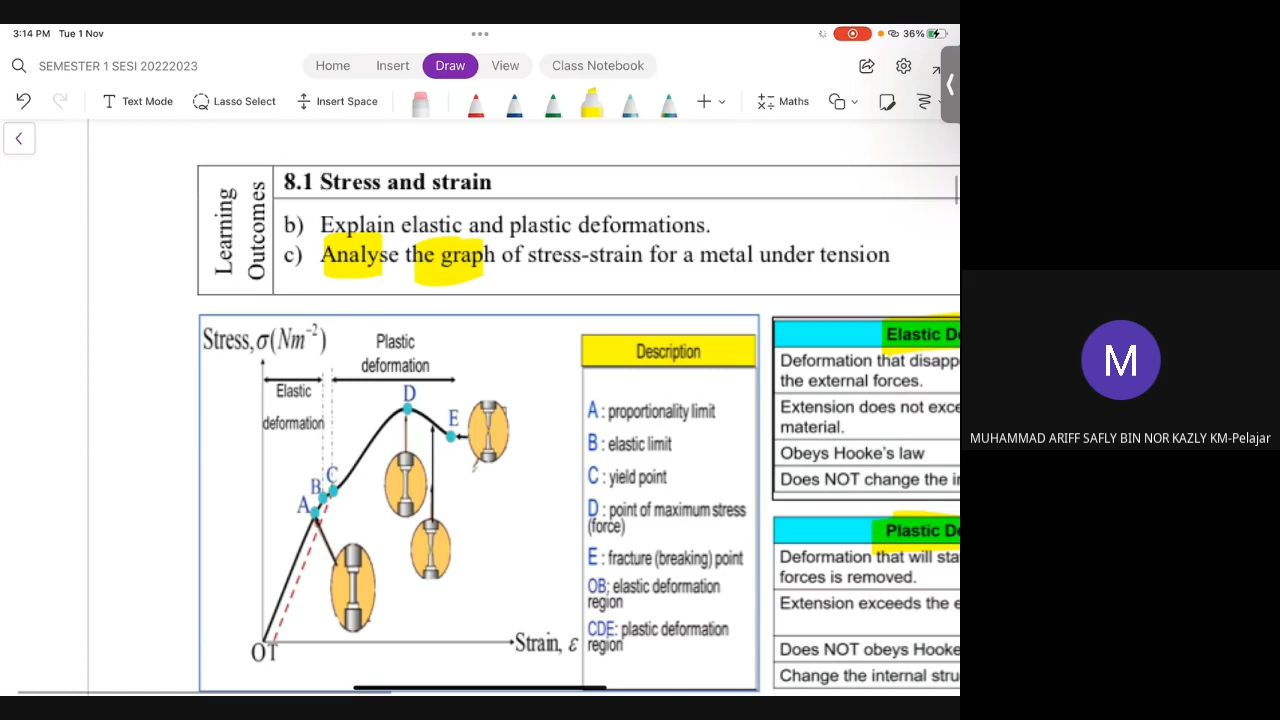 3:14 PM Tue 1 Nov
36%
SEMESTER 1 SESI 20222023
Home Insert Draw View Class Notebook
Text Mode Lasso Select Insert Space Maths
Learning
Outcomes
8.1 Stress and strain
b) Explain elastic and plastic deformations.
c) Analyse the graph of stress-strain for a metal under tension
Stress, σ(Nm⁻²)
Plastic
deformation
Elastic
deformation
A
B
C
D
E
OT
Strain, ε
Description
A : proportionality limit
B : elastic limit
C : yield point
D : point of maximum stress
(force)
E : fracture (breaking) point
OB: elastic deformation
region
CDE: plastic deformation
region
Elastic De
Deformation that disapp
the external forces.
Extension does not exce
material.
Obeys Hooke's law
Does NOT change the in
Plastic De
Deformation that will sta
forces is removed.
Extension exceeds the e
Does NOT obeys Hooke
Change the internal stru
M
MUHAMMAD ARIFF SAFLY BIN NOR KAZLY KM-Pelajar